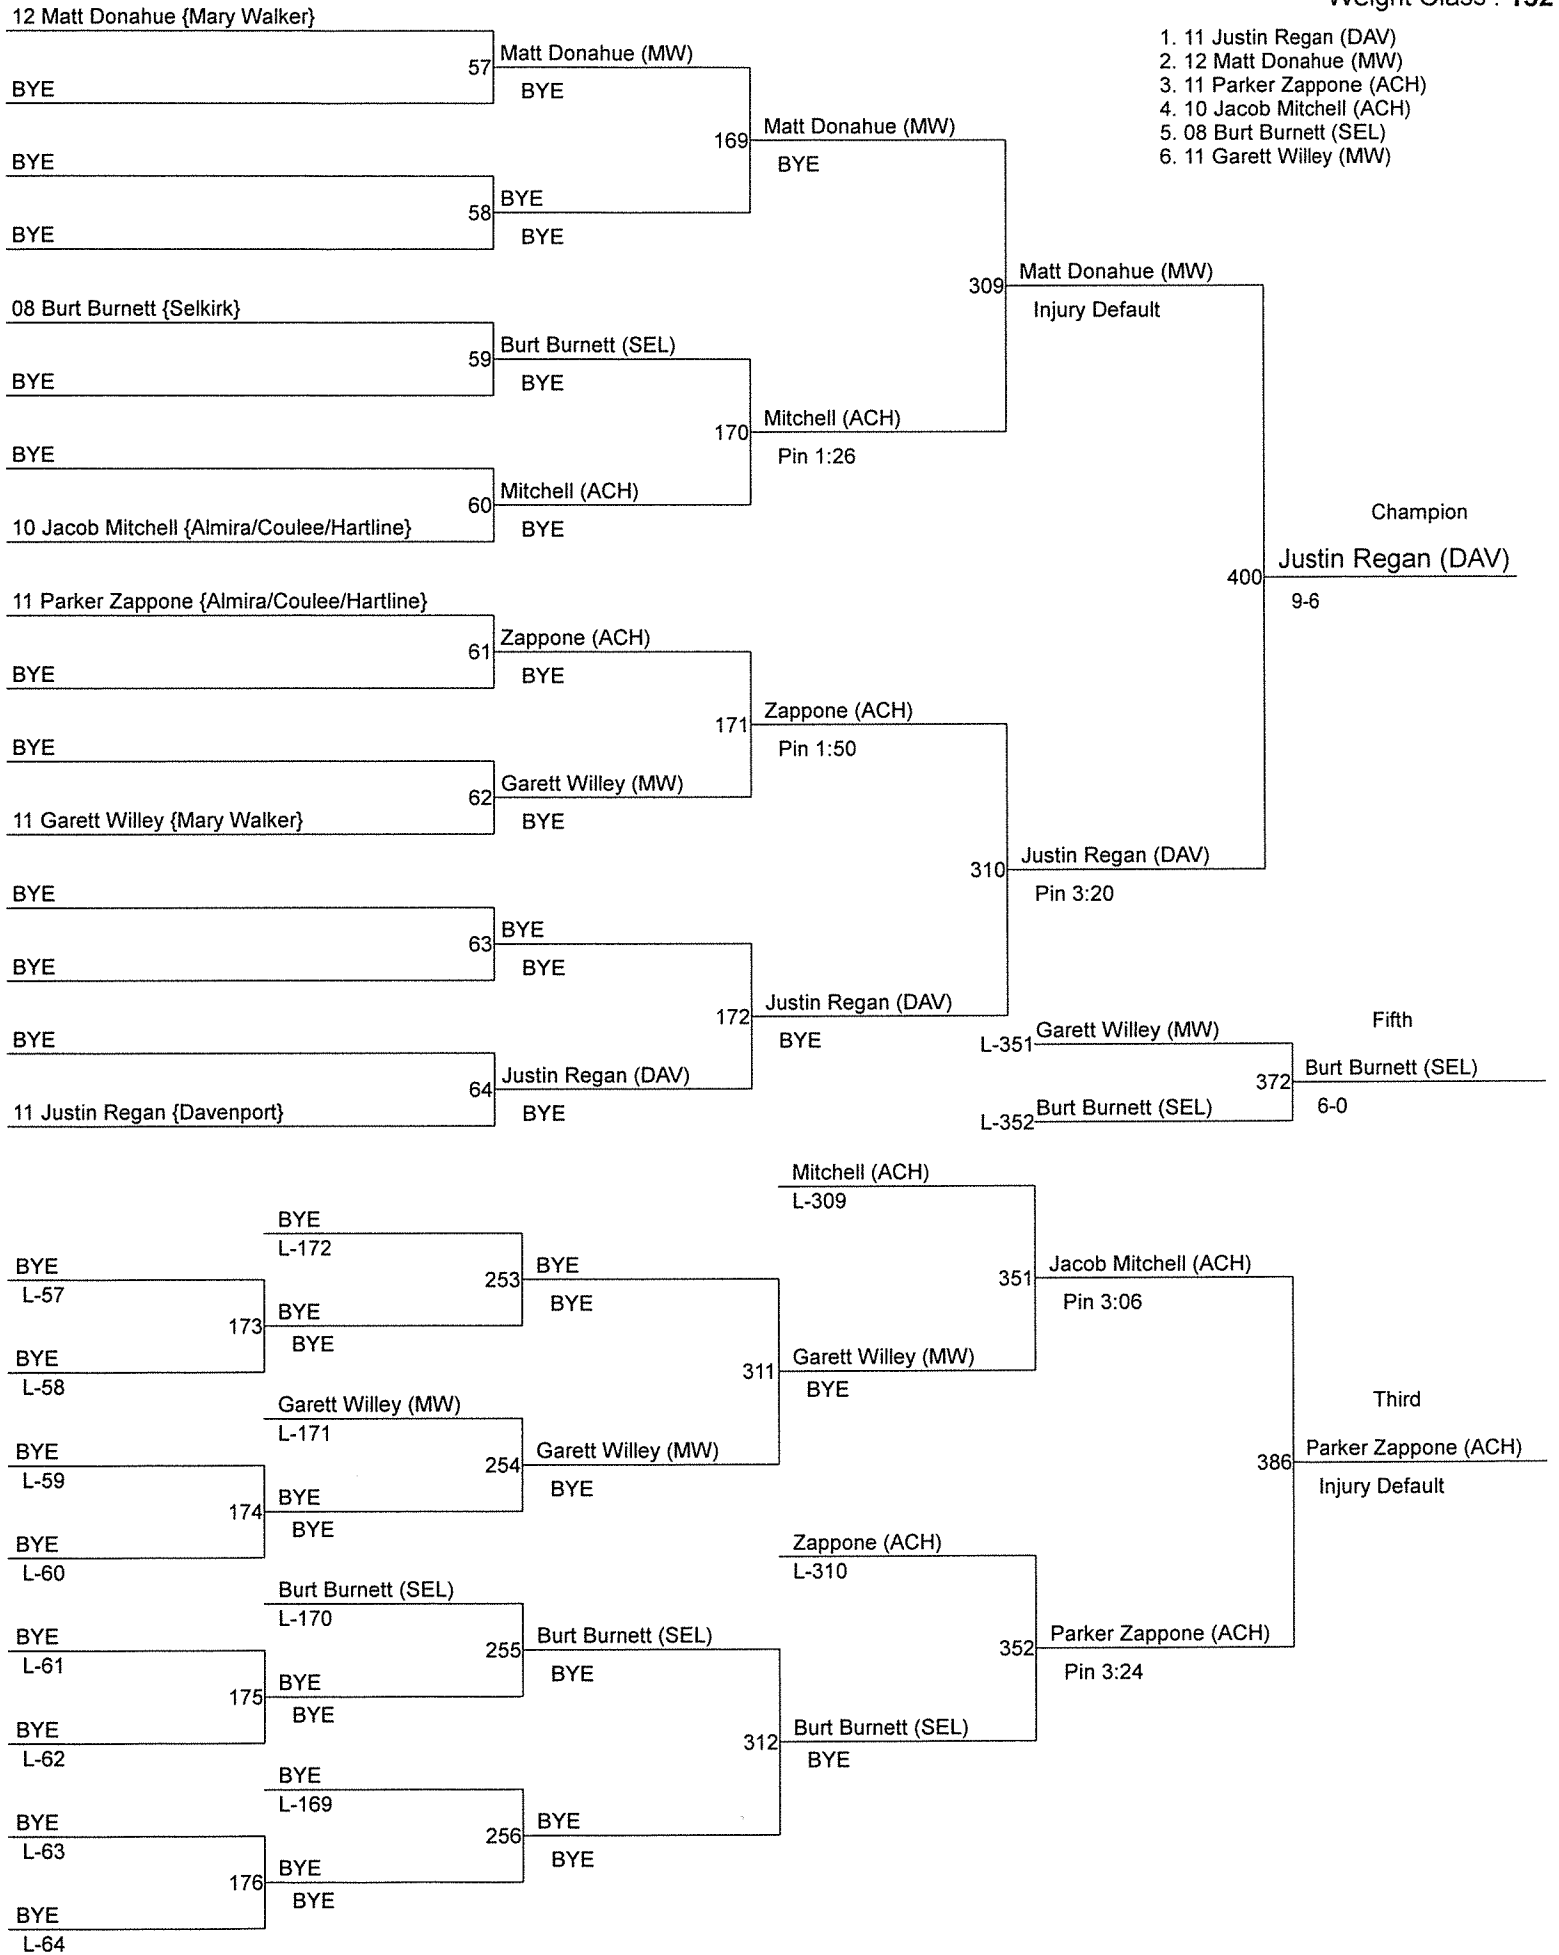 Weight Class : 152
1. 11 Justin Regan (DAV)
2. 12 Matt Donahue (MW)
3. 11 Parker Zappone (ACH)
4. 10 Jacob Mitchell (ACH)
5. 08 Burt Burnett (SEL)
6. 11 Garett Willey (MW)
12 Matt Donahue {Mary Walker}
57
Matt Donahue (MW)
BYE
BYE
169
Matt Donahue (MW)
BYE
BYE
58
BYE
BYE
BYE
309
Matt Donahue (MW)
Injury Default
08 Burt Burnett {Selkirk}
59
Burt Burnett (SEL)
BYE
BYE
170
Mitchell (ACH)
Pin 1:26
BYE
60
Mitchell (ACH)
BYE
10 Jacob Mitchell {Almira/Coulee/Hartline}
Champion
400
Justin Regan (DAV)
9-6
11 Parker Zappone {Almira/Coulee/Hartline}
61
Zappone (ACH)
BYE
BYE
171
Zappone (ACH)
Pin 1:50
BYE
62
Garett Willey (MW)
BYE
11 Garett Willey {Mary Walker}
310
Justin Regan (DAV)
Pin 3:20
BYE
63
BYE
BYE
BYE
172
Justin Regan (DAV)
BYE
BYE
64
Justin Regan (DAV)
BYE
11 Justin Regan {Davenport}
Fifth
L-351
Garett Willey (MW)
372
Burt Burnett (SEL)
6-0
L-352
Burt Burnett (SEL)
Mitchell (ACH)
L-309
BYE
L-172
BYE
L-57
253
BYE
BYE
351
Jacob Mitchell (ACH)
Pin 3:06
173
BYE
BYE
BYE
L-58
311
Garett Willey (MW)
BYE
Garett Willey (MW)
L-171
Third
BYE
L-59
254
Garett Willey (MW)
BYE
386
Parker Zappone (ACH)
Injury Default
174
BYE
BYE
BYE
L-60
Zappone (ACH)
L-310
Burt Burnett (SEL)
L-170
BYE
L-61
255
Burt Burnett (SEL)
BYE
352
Parker Zappone (ACH)
Pin 3:24
175
BYE
BYE
BYE
L-62
312
Burt Burnett (SEL)
BYE
BYE
L-169
BYE
L-63
256
BYE
BYE
176
BYE
BYE
BYE
L-64